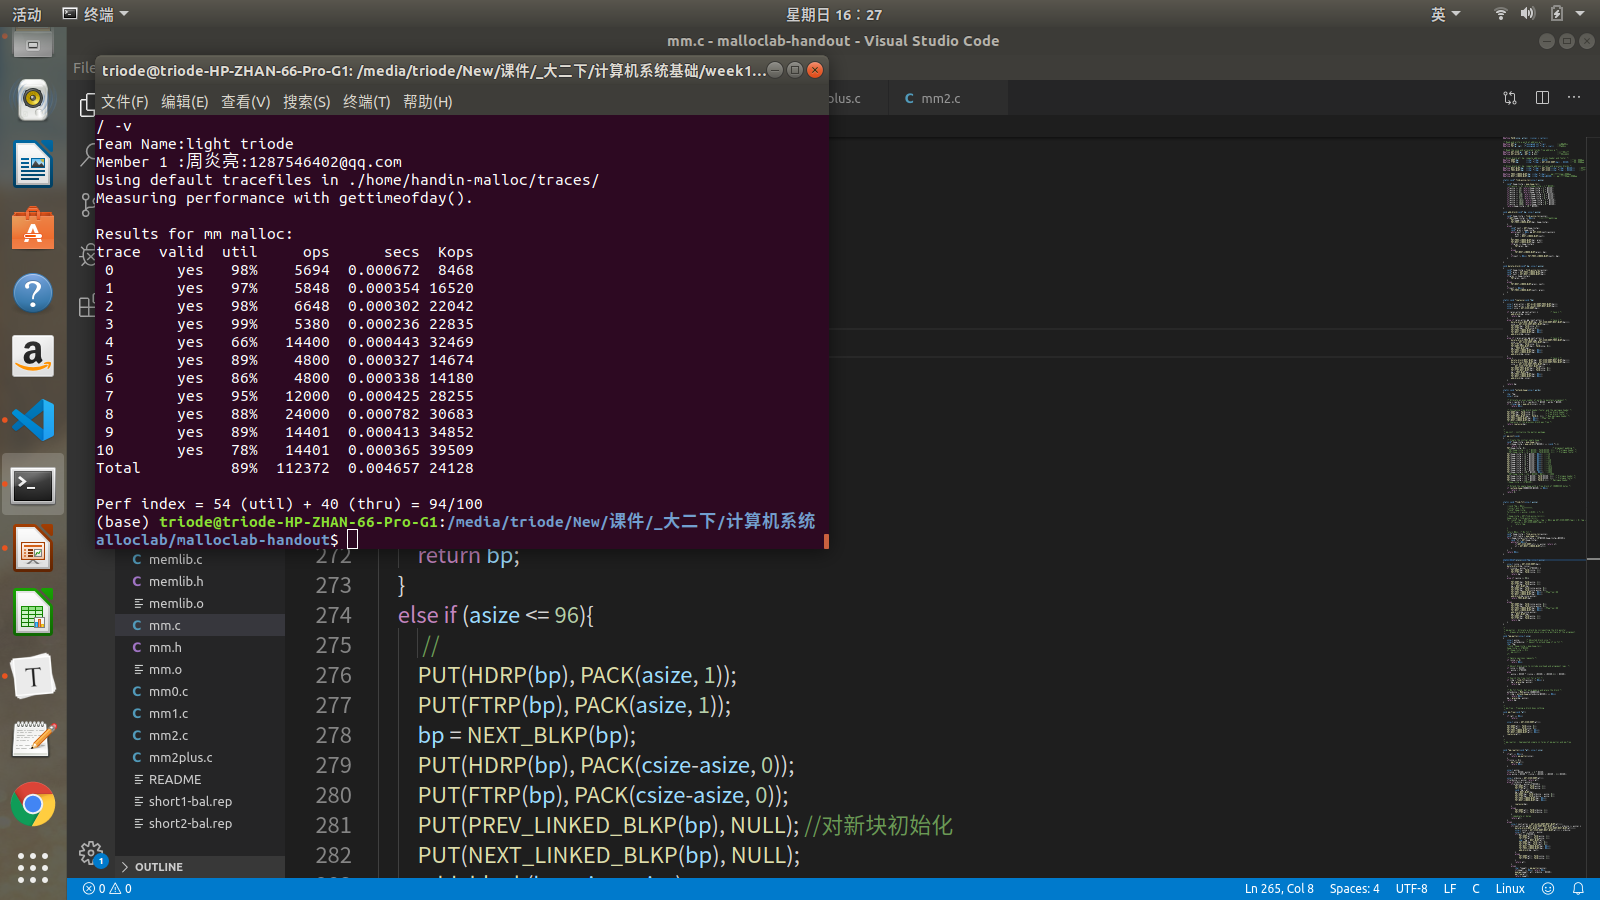 活动 终端 星期日 16：27 英
mm.c - malloclab-handout - Visual Studio Code
File
triode@triode-HP-ZHAN-66-Pro-G1: /media/triode/New/课件/_大二下/计算机系统基础/week1...
文件(F) 编辑(E) 查看(V) 搜索(S) 终端(T) 帮助(H)
plus.c mm2.c
/ -v
Team Name:light triode
Member 1 :周炎亮:1287546402@qq.com
Using default tracefiles in ./home/handin-malloc/traces/
Measuring performance with gettimeofday().
Results for mm malloc:
trace valid util ops secs Kops
0 yes 98% 5694 0.000672 8468
1 yes 97% 5848 0.000354 16520
2 yes 98% 6648 0.000302 22042
3 yes 99% 5380 0.000236 22835
4 yes 66% 14400 0.000443 32469
5 yes 89% 4800 0.000327 14674
6 yes 86% 4800 0.000338 14180
7 yes 95% 12000 0.000425 28255
8 yes 88% 24000 0.000782 30683
9 yes 89% 14401 0.000413 34852
10 yes 78% 14401 0.000365 39509
Total 89% 112372 0.004657 24128
Perf index = 54 (util) + 40 (thru) = 94/100
(base) triode@triode-HP-ZHAN-66-Pro-G1:/media/triode/New/课件/_大二下/计算机系统
alloclab/malloclab-handout$
C memlib.c
C memlib.h
memlib.o
C mm.c
C mm.h
mm.o
C mm0.c
C mm1.c
C mm2.c
C mm2plus.c
README
short1-bal.rep
short2-bal.rep
OUTLINE
272 return bp;
273 }
274 else if (asize <= 96){
275 //
276 PUT(HDRP(bp), PACK(asize, 1));
277 PUT(FTRP(bp), PACK(asize, 1));
278 bp = NEXT_BLKP(bp);
279 PUT(HDRP(bp), PACK(csize-asize, 0));
280 PUT(FTRP(bp), PACK(csize-asize, 0));
281 PUT(PREV_LINKED_BLKP(bp), NULL); //对新块初始化
282 PUT(NEXT_LINKED_BLKP(bp), NULL);
0 0 Ln 265, Col 8 Spaces: 4 UTF-8 LF C Linux